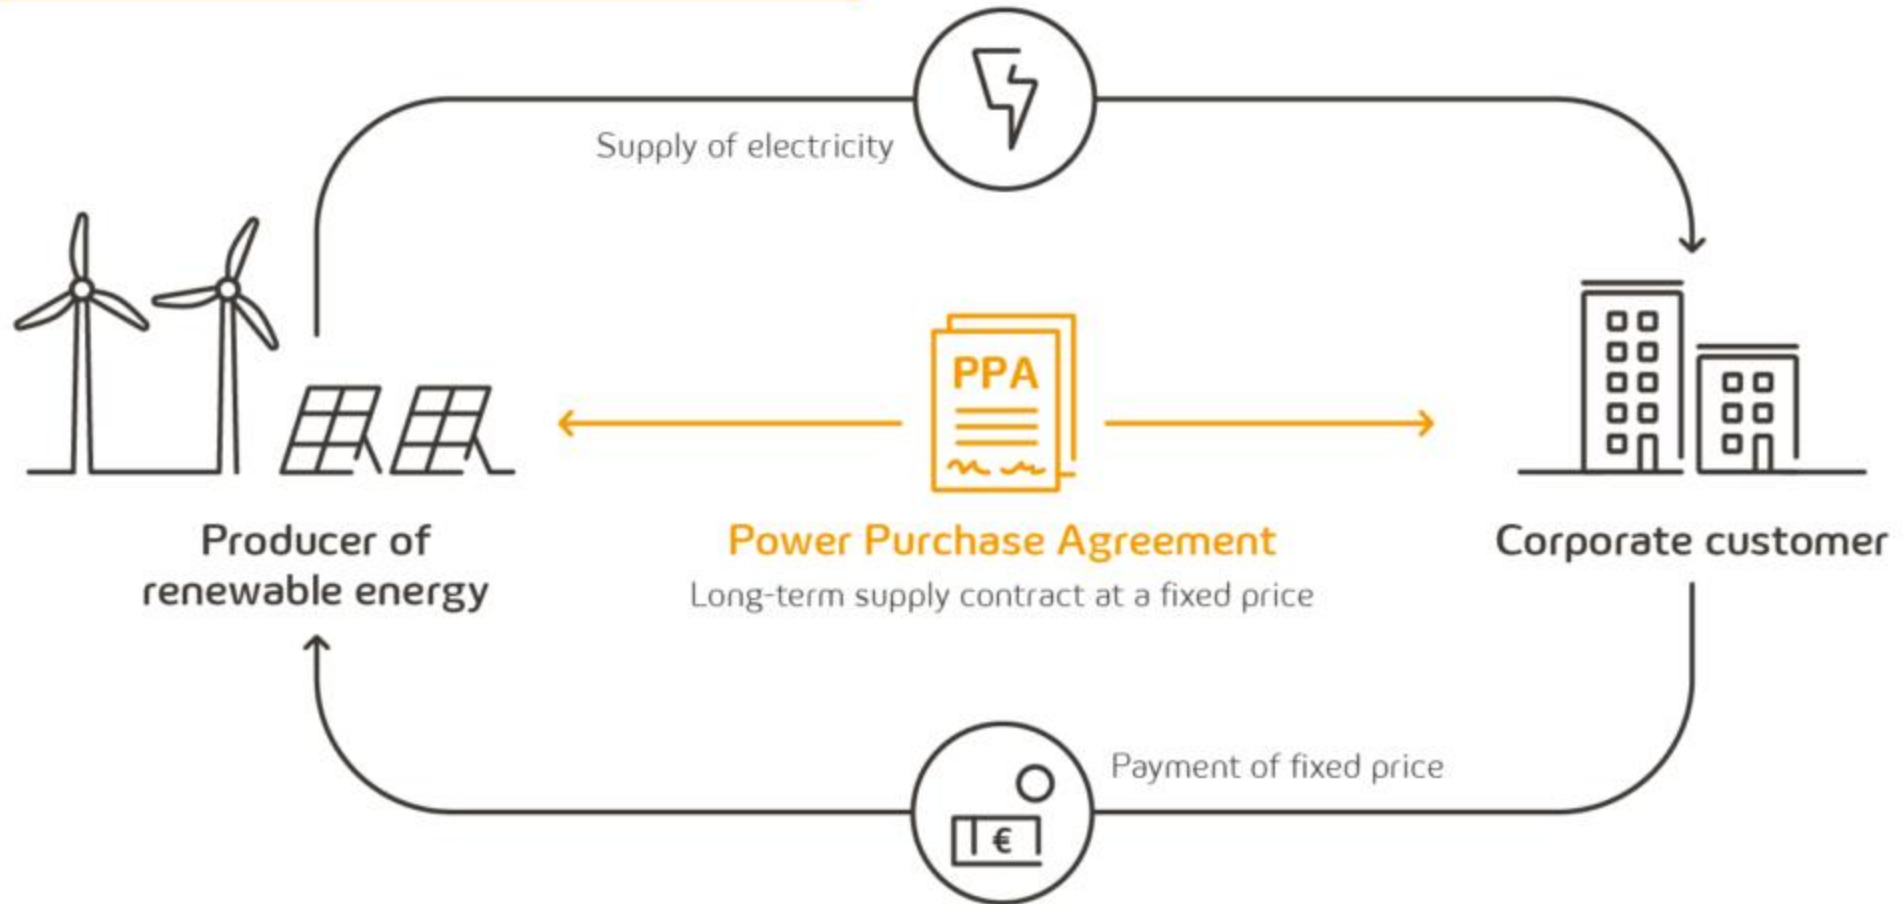 Supply of electricity
PPA
Producer of
renewable energy
Power Purchase Agreement
Long-term supply contract at a fixed price
Corporate customer
Payment of fixed price
€